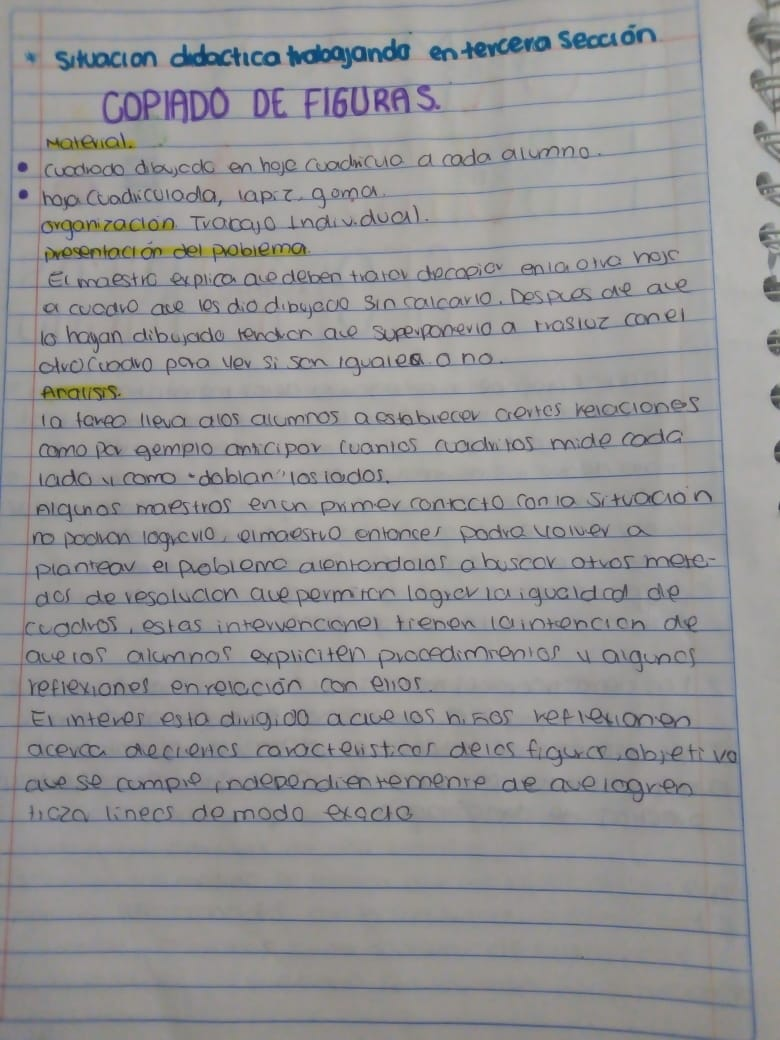 * Situacion didactica trabajando en tercera sección
COPIADO DE FIGURAS.
Material.
• Cuadrado dibujado en hoja cuadricula a cada alumno.
• hoja cuadriculada, lapiz, goma.
organización. Trabajo Individual.
presentación del problema.
El maestro explica que deben tratar de copiar en la otra hoja
a cuadro que les dio dibujado sin calcarlo. Despues de que
lo hayan dibujado tendran que superponerlo a trasluz con el
otro cuadro para ver si son iguales o no.
Analisis.
la tarea lleva a los alumnos a establecer ciertas relaciones
como por gemplo anticipar cuantos cuadritos mide cada
lado y como "doblan" los lados.
Algunos maestros en un primer contacto con la situación
no podran lograrlo, el maestro entonces podra volver a
plantear el problema alentandolos a buscar otros mete-
dos de resolucion que permitan lograr la igualdad de
cuadros, estas intervenciones tienen la intencion de
que los alumnos expliciten procedimientos y algunas
reflexiones en relación con ellos.
El interes esta dirigido a que los niños reflexionen
acerca de ciertas caracteristicas de las figuras, objetivo
que se cumple independientemente de que logren
lineas de modo exacto